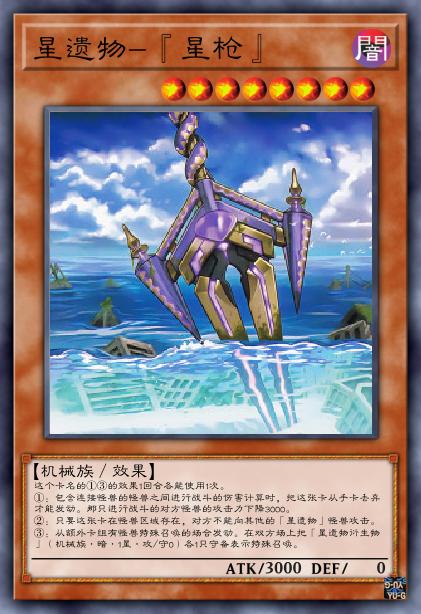 星遗物－『星枪』
闇
【机械族／效果】
这个卡名的①③的效果1回合各能使用1次。
①：包含连接怪兽的怪兽之间进行战斗的伤害计算时，把这张卡从手卡丢弃
才能发动。那只进行战斗的对方怪兽的攻击力下降3000。
②：只要这张卡在怪兽区域存在，对方不能向其他的「星遗物」怪兽攻击。
③：从额外卡组有怪兽特殊召唤的场合发动。在双方场上把「星遗物衍生物
」（机械族・暗・1星・攻/守0）各1只守备表示特殊召唤。
ATK/3000 DEF/ 0